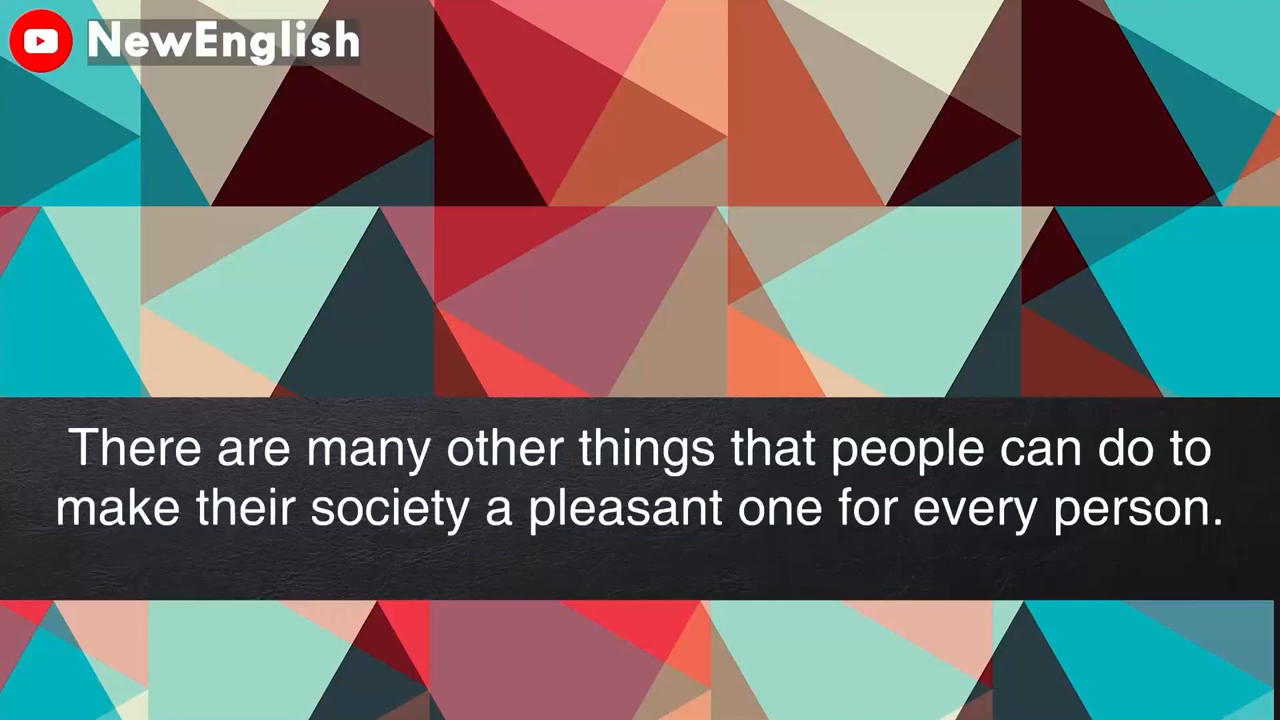 NewEnglish
There are many other things that people can do to
make their society a pleasant one for every person.